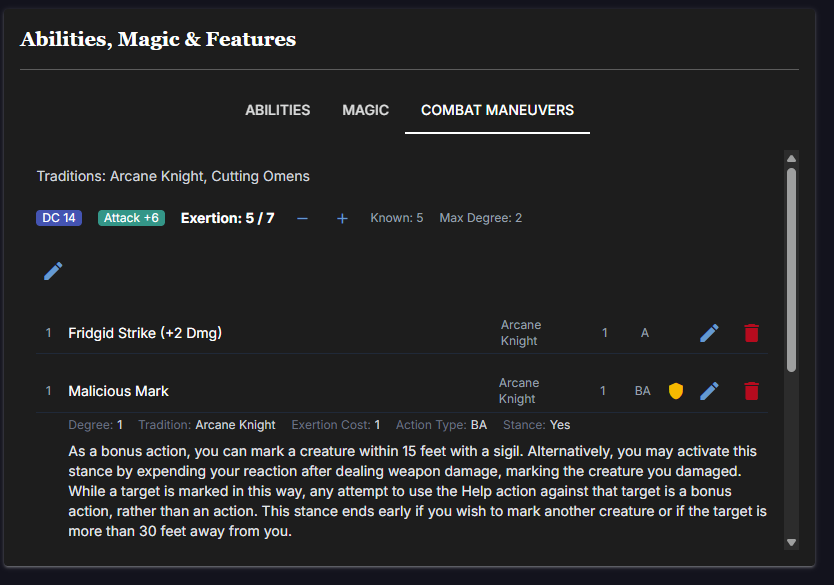 Abilities, Magic & Features
ABILITIES MAGIC COMBAT MANEUVERS
Traditions: Arcane Knight, Cutting Omens
DC 14 Attack +6 Exertion: 5 / 7 − + Known: 5 Max Degree: 2
1 Fridgid Strike (+2 Dmg) Arcane Knight 1 A
1 Malicious Mark Arcane Knight 1 BA
Degree: 1 Tradition: Arcane Knight Exertion Cost: 1 Action Type: BA Stance: Yes
As a bonus action, you can mark a creature within 15 feet with a sigil. Alternatively, you may activate this
stance by expending your reaction after dealing weapon damage, marking the creature you damaged.
While a target is marked in this way, any attempt to use the Help action against that target is a bonus
action, rather than an action. This stance ends early if you wish to mark another creature or if the target is
more than 30 feet away from you.